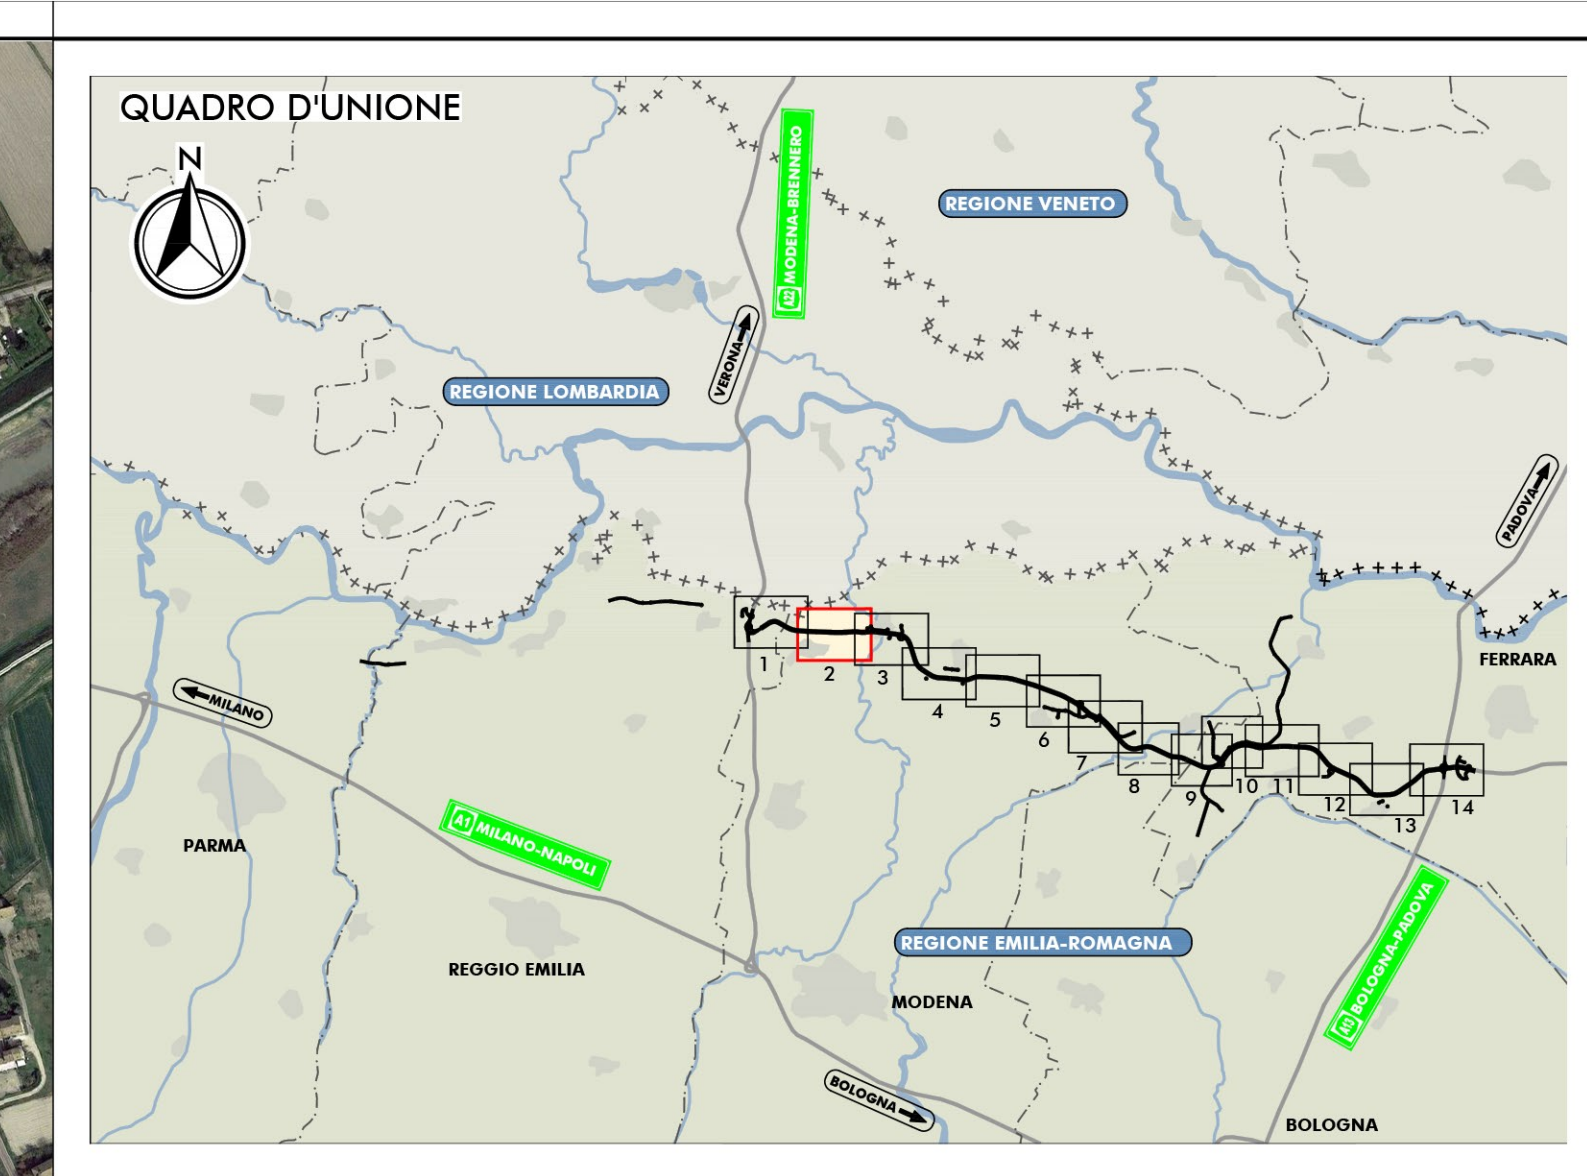 QUADRO D'UNIONE
N
A22 MODENA-BRENNERO
REGIONE VENETO
VERONA
REGIONE LOMBARDIA
PADOVA
1
2
3
4
5
6
7
8
9
10
11
12
13
14
FERRARA
MILANO
A1 MILANO-NAPOLI
PARMA
REGGIO EMILIA
REGIONE EMILIA-ROMAGNA
MODENA
A13 BOLOGNA-PADOVA
BOLOGNA
BOLOGNA